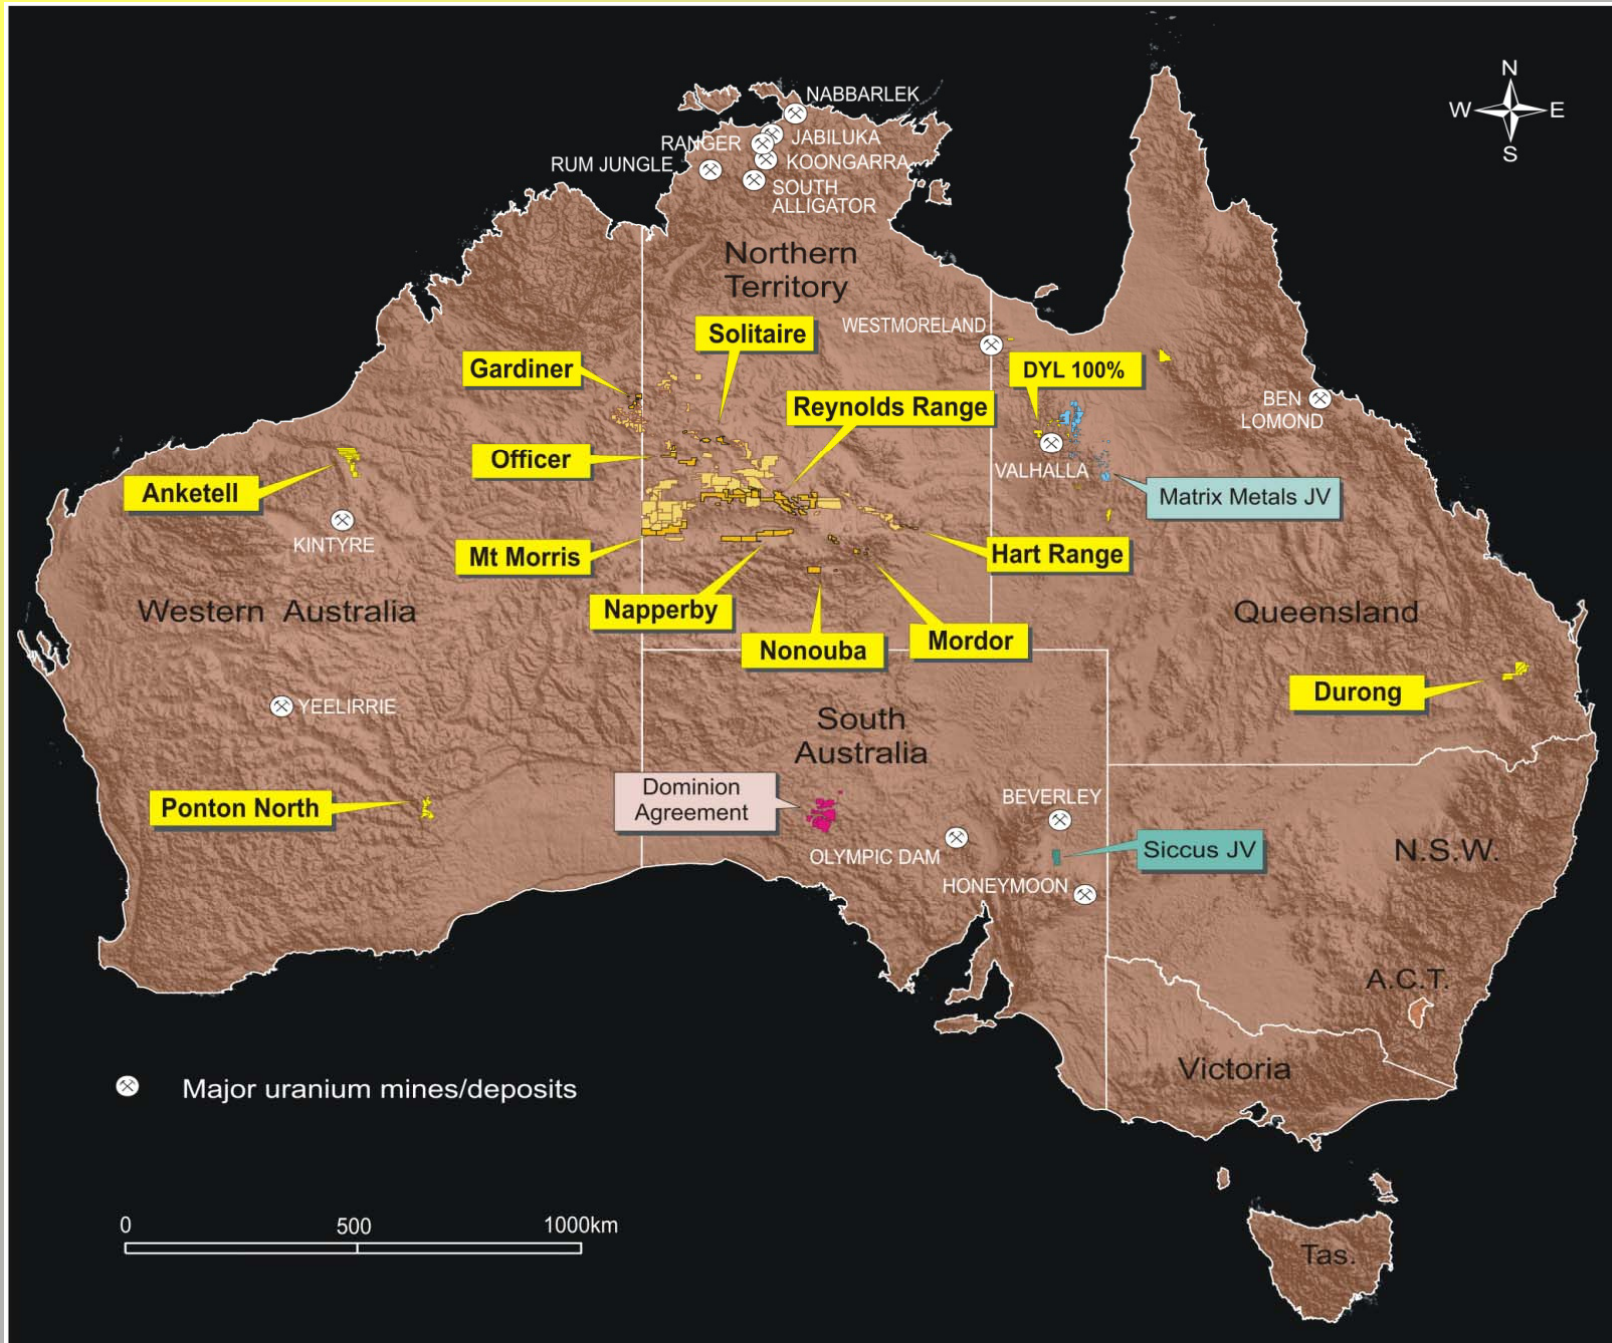 N
W
E
S
NABBARLEK
JABILUKA
RANGER
KOONGARRA
RUM JUNGLE
SOUTH
ALLIGATOR
Northern
Territory
WESTMORELAND
Solitaire
Gardiner
DYL 100%
Reynolds Range
BEN
LOMOND
Officer
VALHALLA
Anketell
Matrix Metals JV
KINTYRE
Mt Morris
Hart Range
Western Australia
Napperby
Queensland
Nonouba
Mordor
Durong
YEELIRRIE
South
Australia
Dominion
Agreement
Ponton North
BEVERLEY
OLYMPIC DAM
Siccus JV
N.S.W.
HONEYMOON
A.C.T.
Victoria
Major uranium mines/deposits
0 500 1000km
Tas.